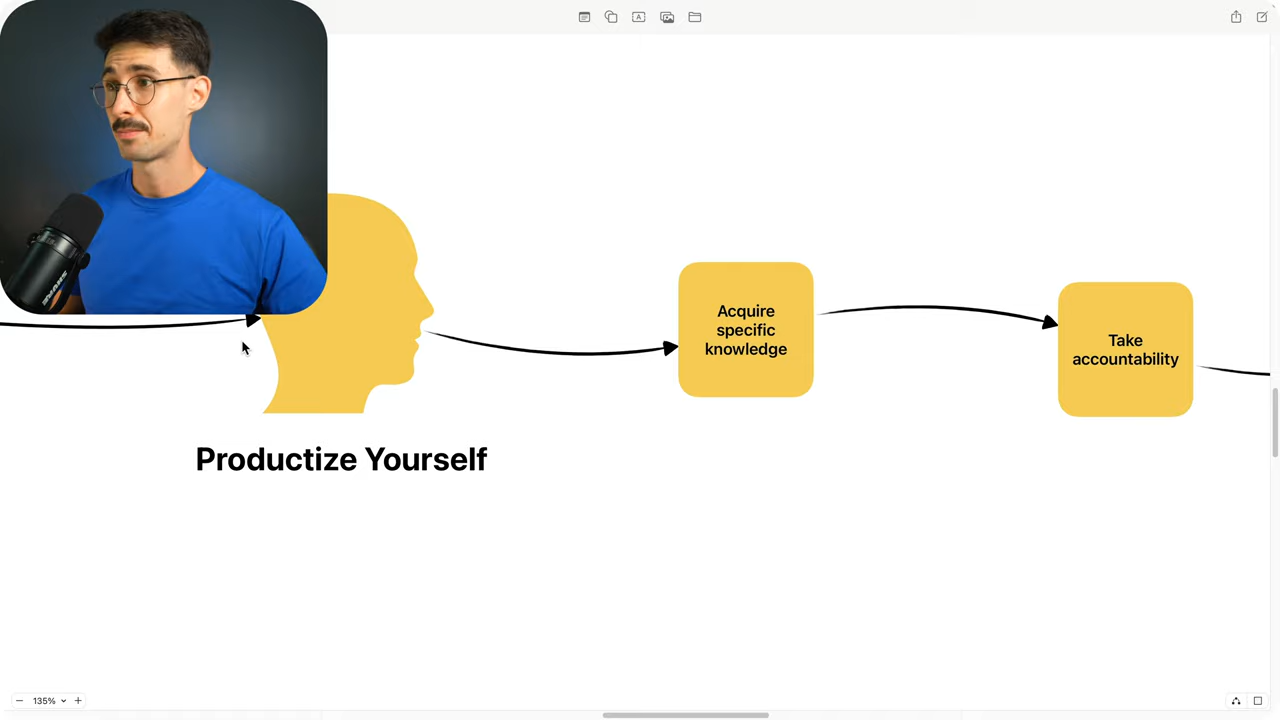 Acquire
specific
knowledge
Take
accountability
Productize Yourself
135%